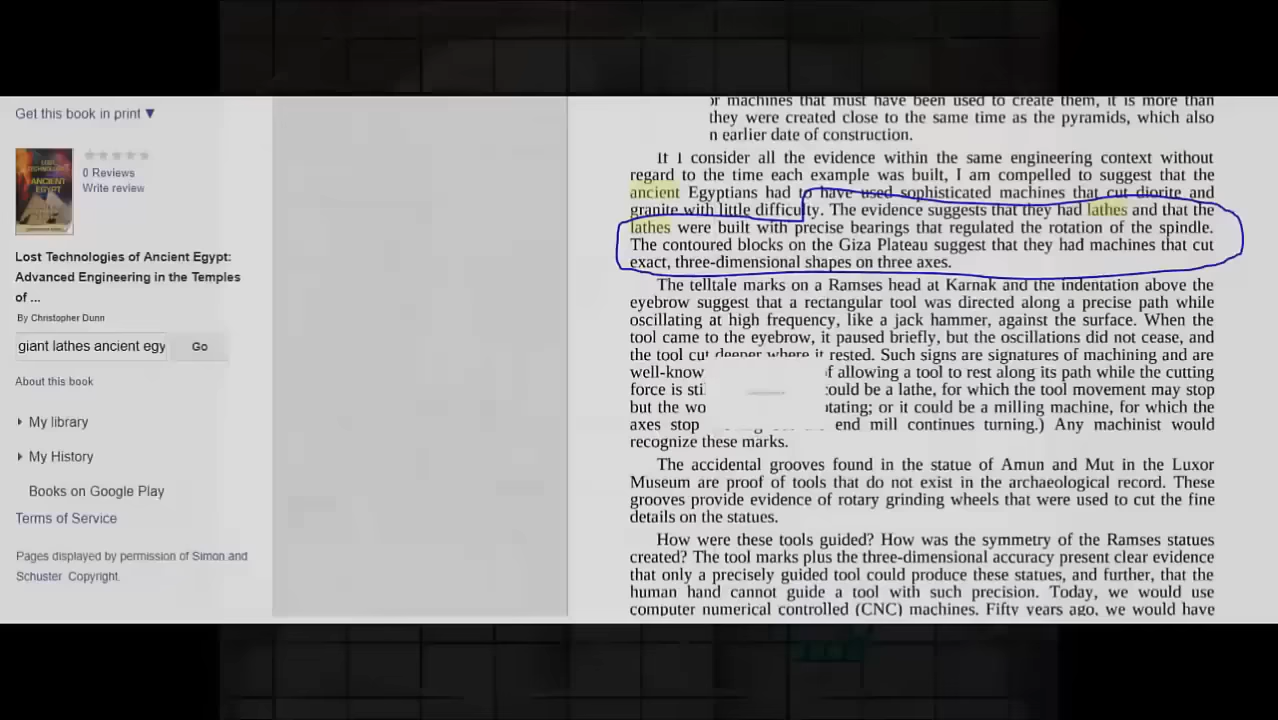 Get this book in print ▼
0 Reviews
Write review
LOST TECHNOLOGIES
ANCIENT
EGYPT
Lost Technologies of Ancient Egypt:
Advanced Engineering in the Temples
of ...
By Christopher Dunn
giant lathes ancient egy
Go
About this book
My library
My History
Books on Google Play
Terms of Service
Pages displayed by permission of Simon and
Schuster Copyright.
or machines that must have been used to create them, it is more than
they were created close to the same time as the pyramids, which also
n earlier date of construction.
If I consider all the evidence within the same engineering context without
regard to the time each example was built, I am compelled to suggest that the
ancient Egyptians had to have used sophisticated machines that cut diorite and
granite with little difficulty. The evidence suggests that they had lathes and that the
lathes were built with precise bearings that regulated the rotation of the spindle.
The contoured blocks on the Giza Plateau suggest that they had machines that cut
exact, three-dimensional shapes on three axes.
The telltale marks on a Ramses head at Karnak and the indentation above the
eyebrow suggest that a rectangular tool was directed along a precise path while
oscillating at high frequency, like a jack hammer, against the surface. When the
tool came to the eyebrow, it paused briefly, but the oscillations did not cease, and
the tool cut deeper where it rested. Such signs are signatures of machining and are
well-know of allowing a tool to rest along its path while the cutting
force is sti could be a lathe, for which the tool movement may stop
but the wo tating; or it could be a milling machine, for which the
axes stop end mill continues turning.) Any machinist would
recognize these marks.
The accidental grooves found in the statue of Amun and Mut in the Luxor
Museum are proof of tools that do not exist in the archaeological record. These
grooves provide evidence of rotary grinding wheels that were used to cut the fine
details on the statues.
How were these tools guided? How was the symmetry of the Ramses statues
created? The tool marks plus the three-dimensional accuracy present clear evidence
that only a precisely guided tool could produce these statues, and further, that the
human hand cannot guide a tool with such precision. Today, we would use
computer numerical controlled (CNC) machines. Fifty years ago, we would have